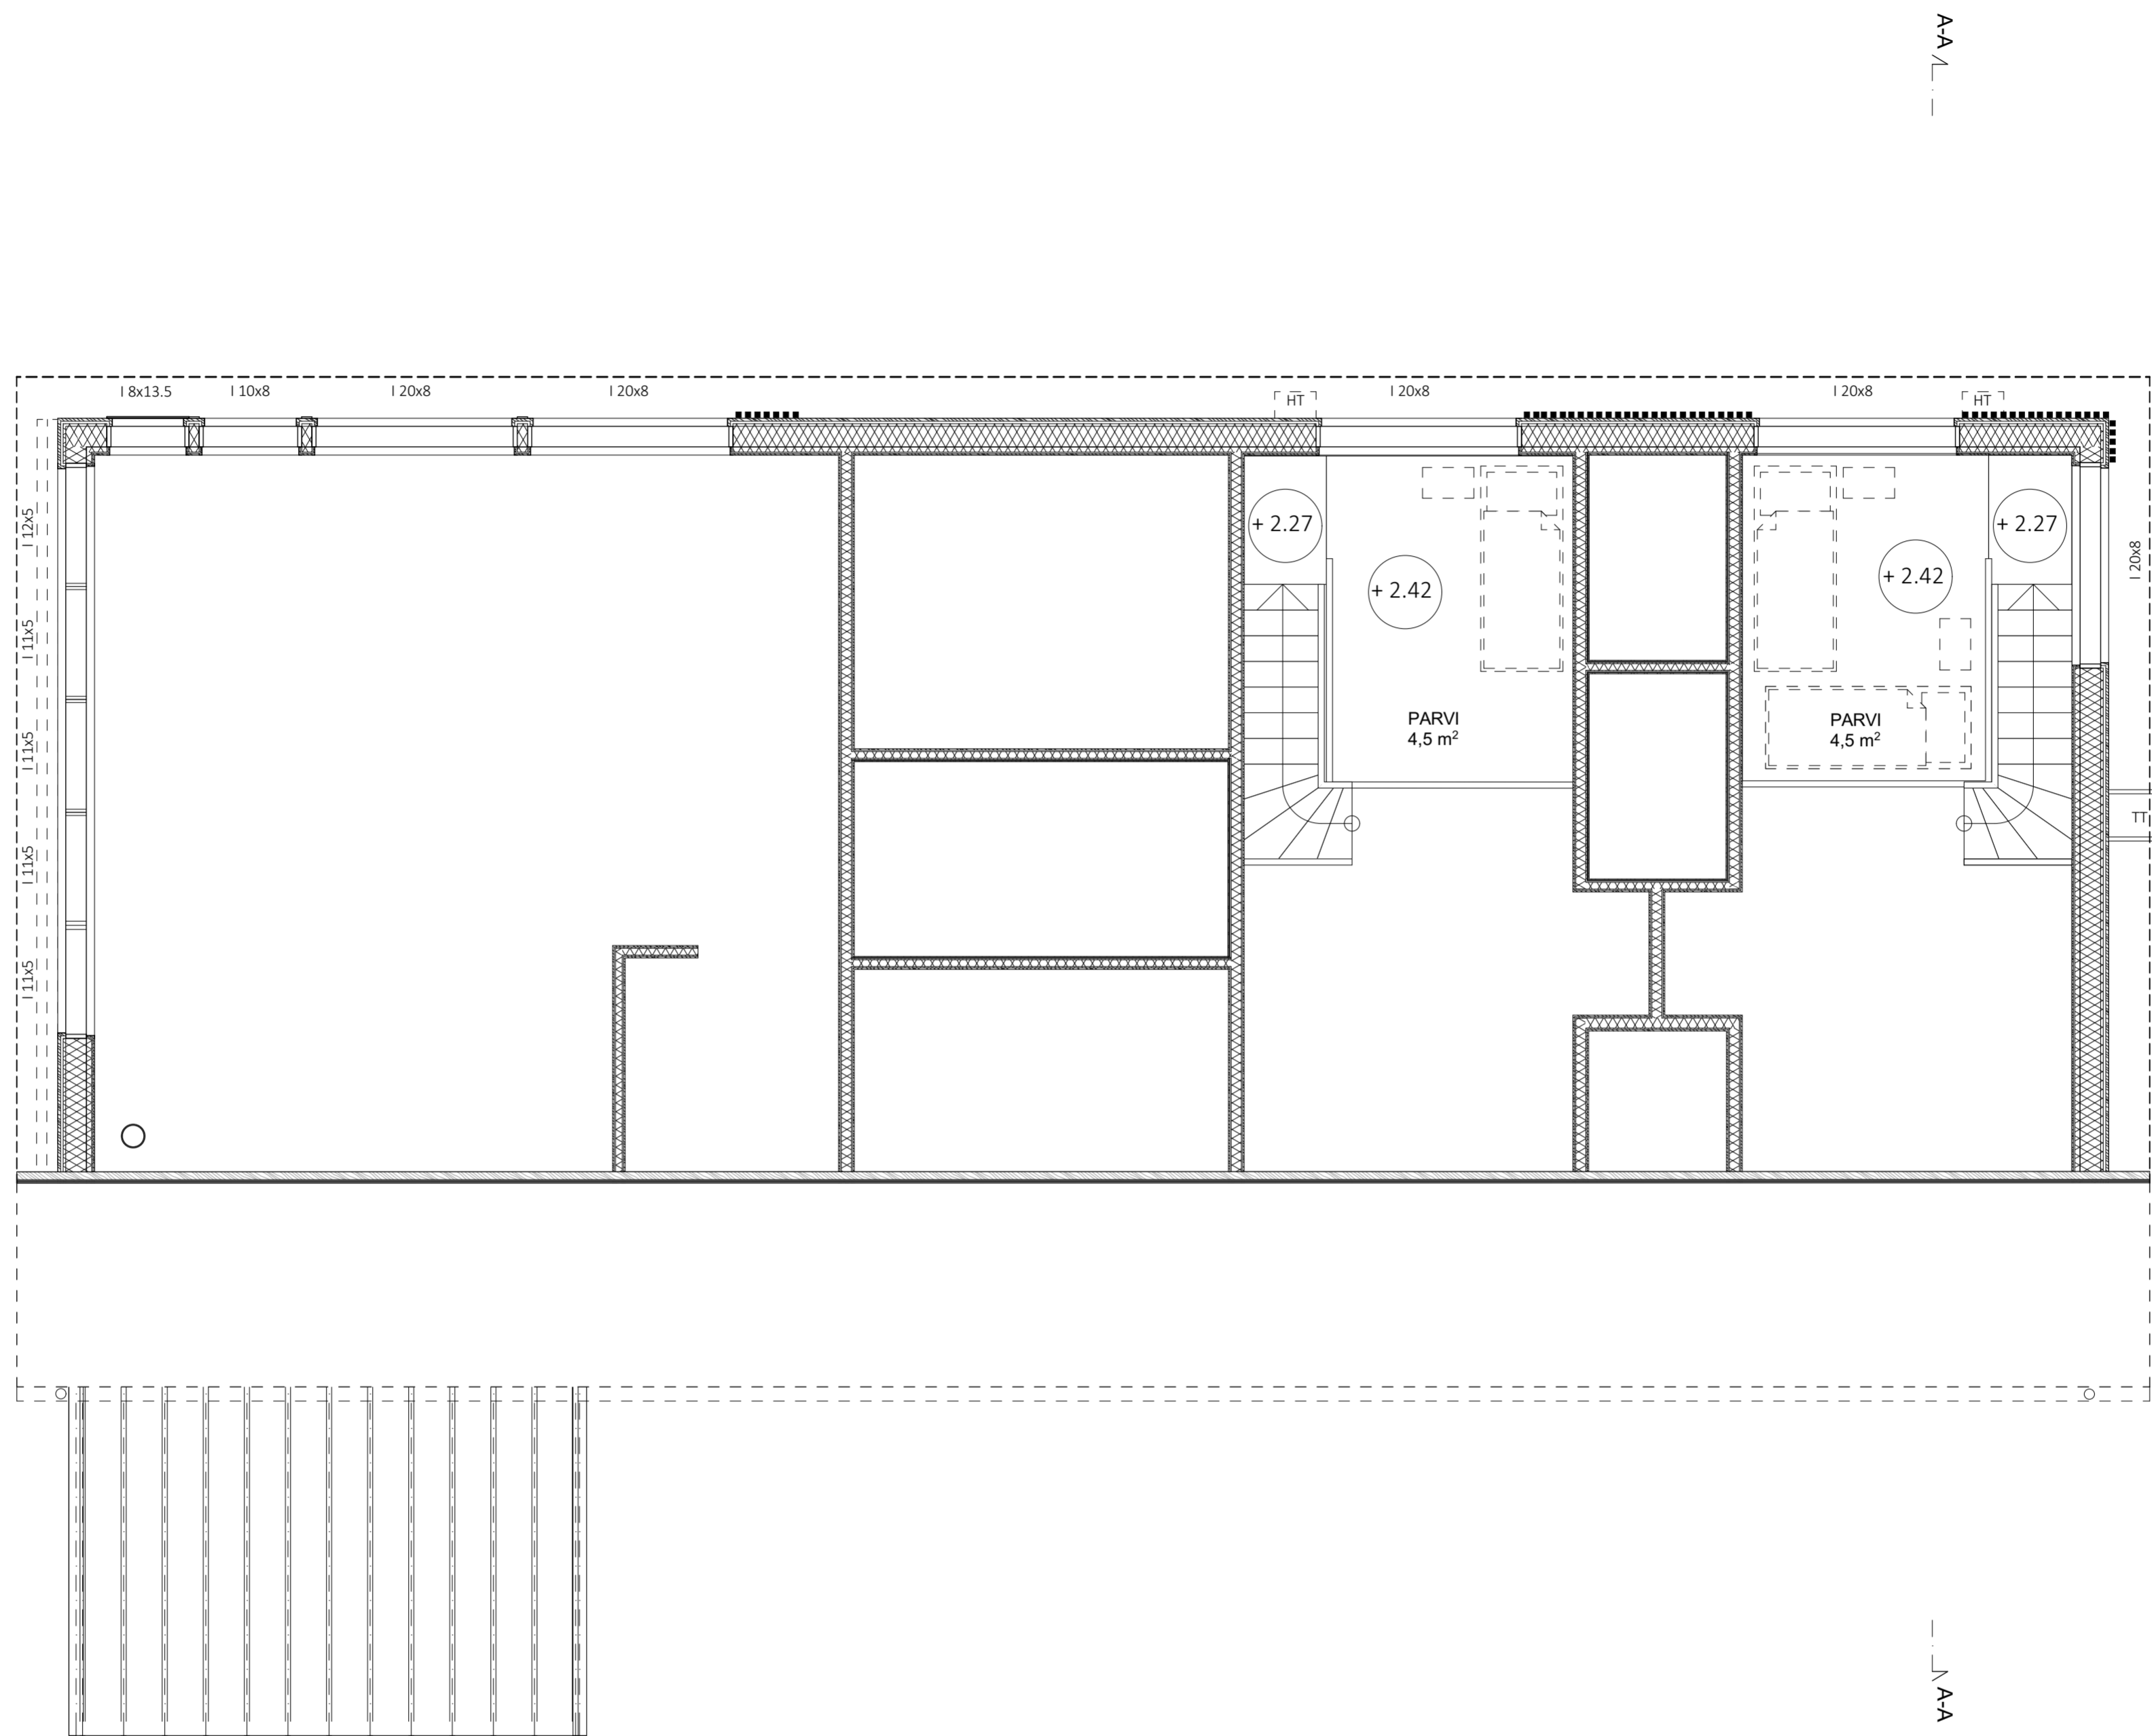 A-A
I 8x13.5
I 10x8
I 20x8
I 20x8
HT
I 20x8
I 20x8
HT
I 12x5
+ 2.27
+ 2.42
+ 2.42
+ 2.27
I 20x8
I 11x5
PARVI
4,5 m²
PARVI
4,5 m²
I 11x5
TT
I 11x5
I 11x5
A-A